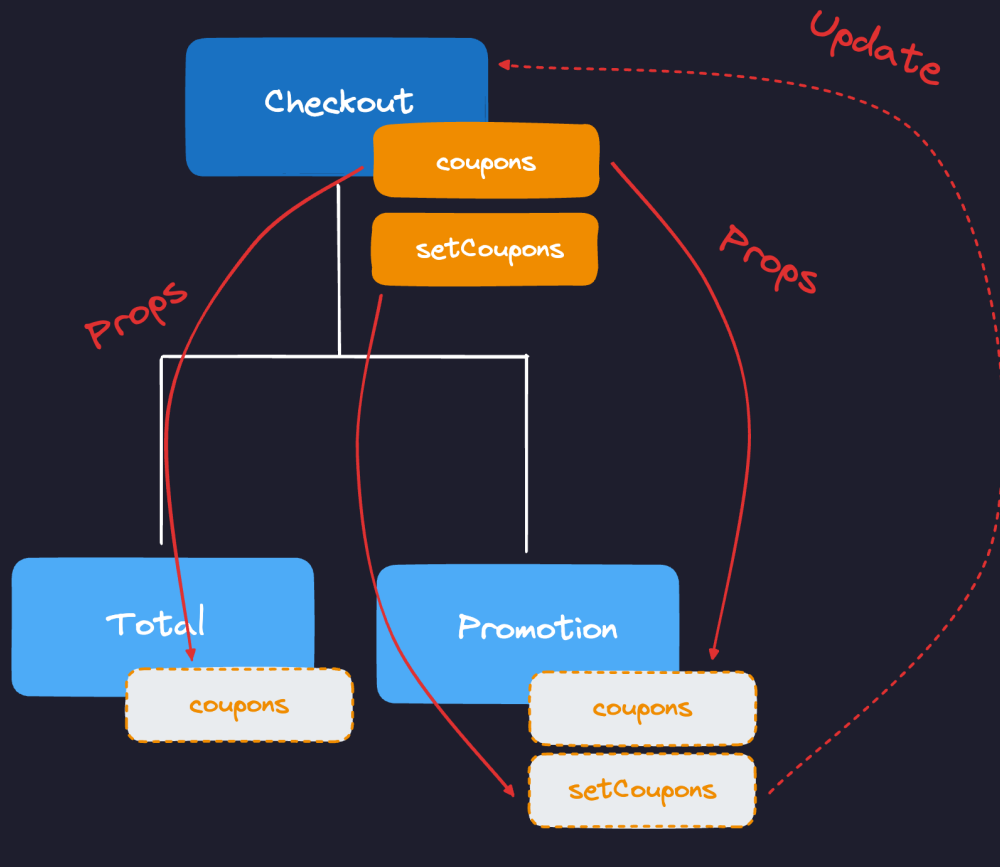 Update
Checkout
coupons
setCoupons
Props
Props
Total
Promotion
coupons
coupons
setCoupons